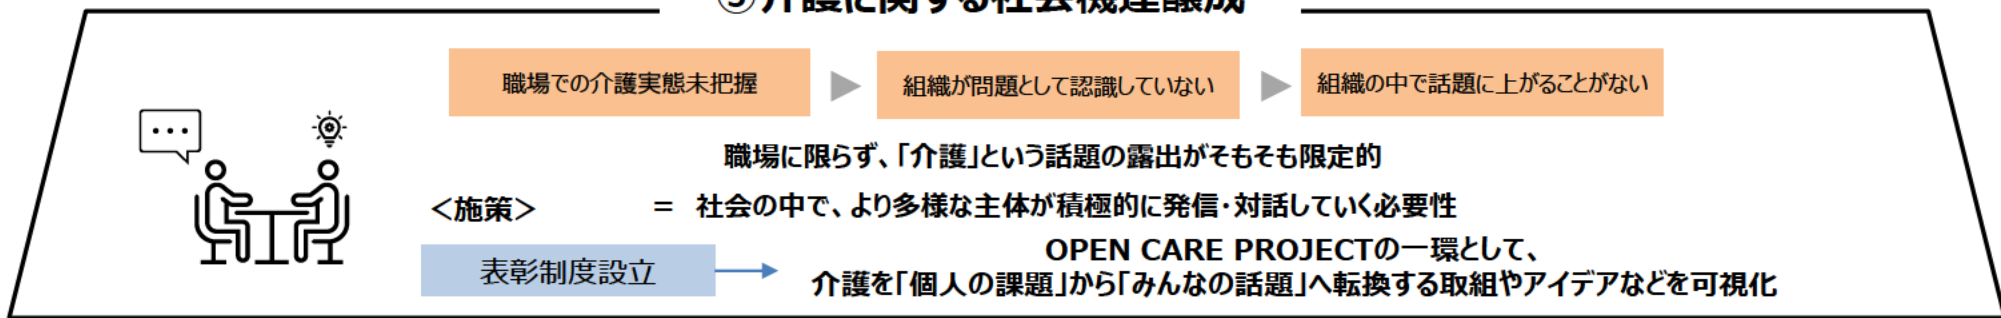 ③介護に関する社会機運醸成
職場での介護実態未把握
組織が問題として認識していない
組織の中で話題に上がることがない
職場に限らず、「介護」という話題の露出がそもそも限定的
＜施策＞
= 社会の中で、より多様な主体が積極的に発信・対話していく必要性
表彰制度設立
OPEN CARE PROJECTの一環として、
介護を「個人の課題」から「みんなの話題」へ転換する取組やアイデアなどを可視化